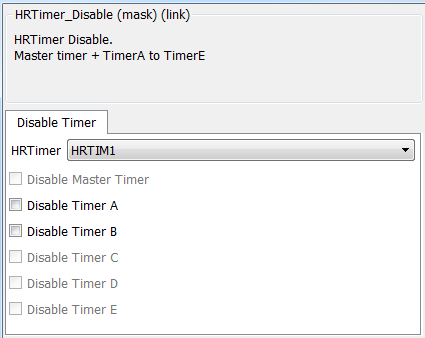 HRTimer_Disable (mask) (link)
HRTimer Disable.
Master timer + TimerA to TimerE
Disable Timer
HRTimer HRTIM1
Disable Master Timer
Disable Timer A
Disable Timer B
Disable Timer C
Disable Timer D
Disable Timer E